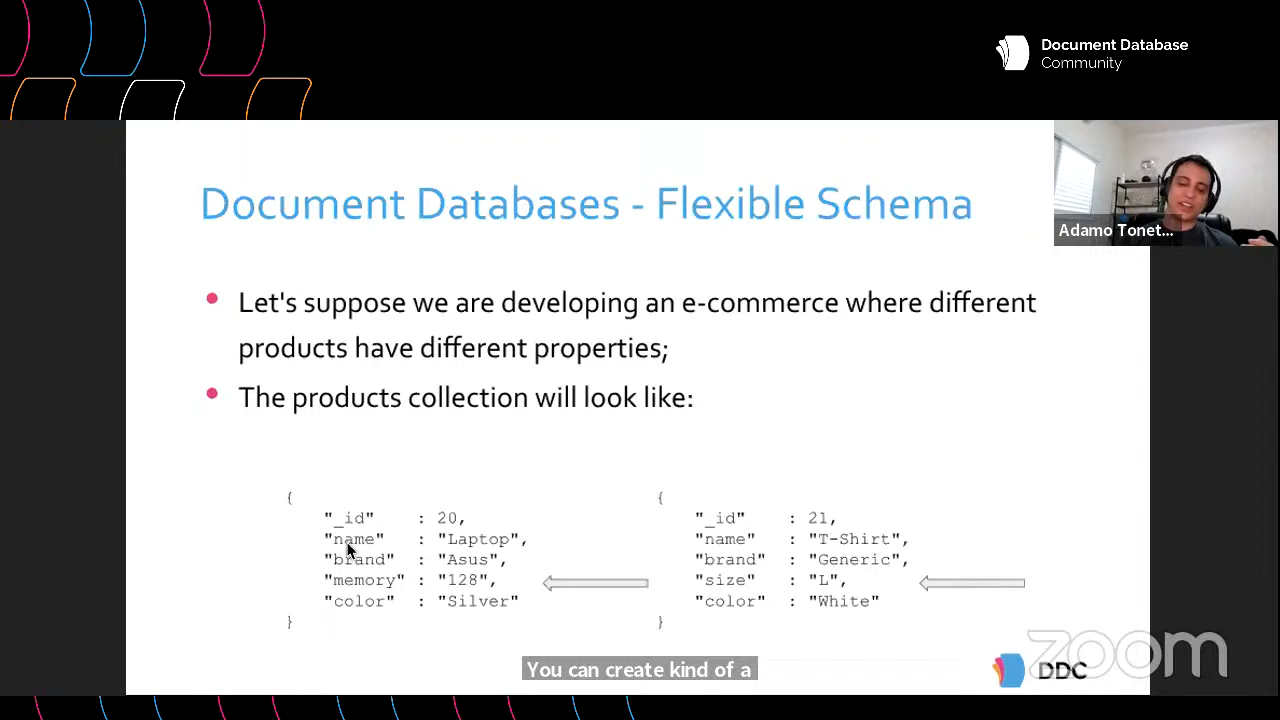 Document Database
Community
Document Databases - Flexible Schema
Adamo Tonet...
Let's suppose we are developing an e-commerce where different
products have different properties;
The products collection will look like:
{
"_id" : 20,
"name" : "Laptop",
"brand" : "Asus",
"memory" : "128",
"color" : "Silver"
}
{
"_id" : 21,
"name" : "T-Shirt",
"brand" : "Generic",
"size" : "L",
"color" : "White"
}
You can create kind of a
DDC
zoom